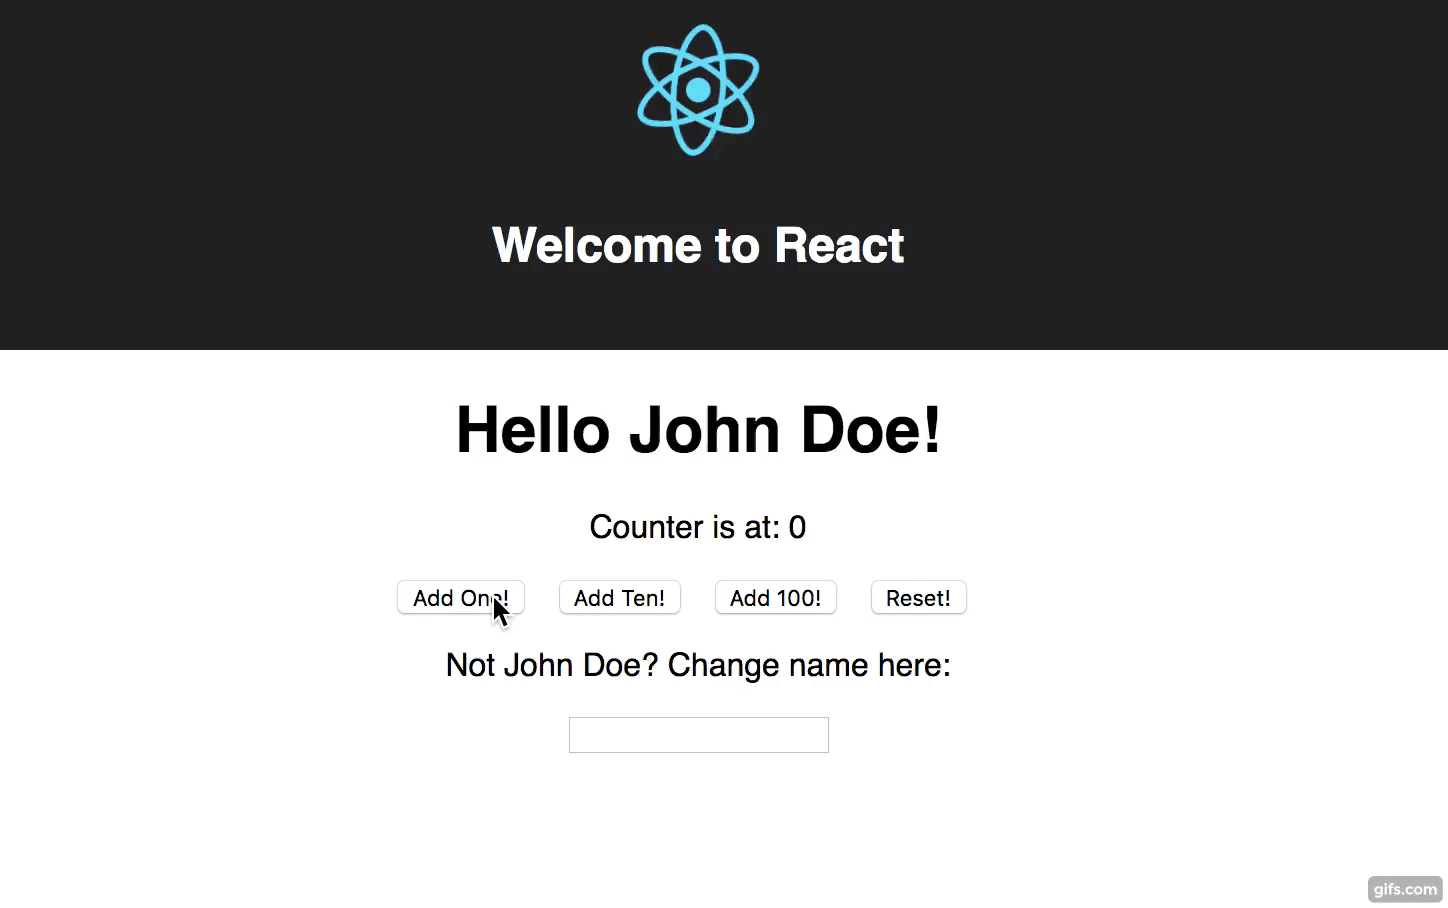 Welcome to React
Hello John Doe!
Counter is at: 0
Add One! Add Ten! Add 100! Reset!
Not John Doe? Change name here:
gifs.com